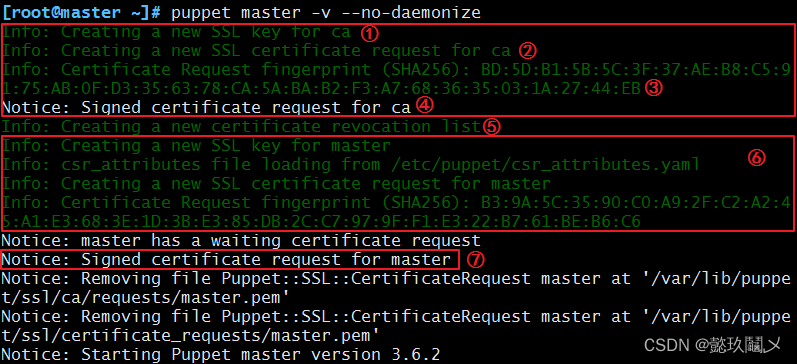 [root@master ~]# puppet master -v --no-daemonize
Info: Creating a new SSL key for ca ①
Info: Creating a new SSL certificate request for ca ②
Info: Certificate Request fingerprint (SHA256): BD:5D:B1:5B:5C:3F:37:AE:B8:C5:9
1:75:AB:0F:D3:35:63:78:CA:5A:BA:B2:F3:A7:68:36:35:03:1A:27:44:EB ③
Notice: Signed certificate request for ca ④
Info: Creating a new certificate revocation list ⑤
Info: Creating a new SSL key for master
Info: csr_attributes file loading from /etc/puppet/csr_attributes.yaml ⑥
Info: Creating a new SSL certificate request for master
Info: Certificate Request fingerprint (SHA256): B3:9A:5C:35:90:C0:A9:2F:C2:A2:4
5:A1:E3:68:3E:1D:3B:E3:85:DB:2C:C7:97:9F:F1:E3:22:B7:61:BE:B6:C6
Notice: master has a waiting certificate request
Notice: Signed certificate request for master ⑦
Notice: Removing file Puppet::SSL::CertificateRequest master at '/var/lib/puppe
t/ssl/ca/requests/master.pem'
Notice: Removing file Puppet::SSL::CertificateRequest master at '/var/lib/puppe
t/ssl/certificate_requests/master.pem'
Notice: Starting Puppet master version 3.6.2
CSDN @懿玖鬭乄